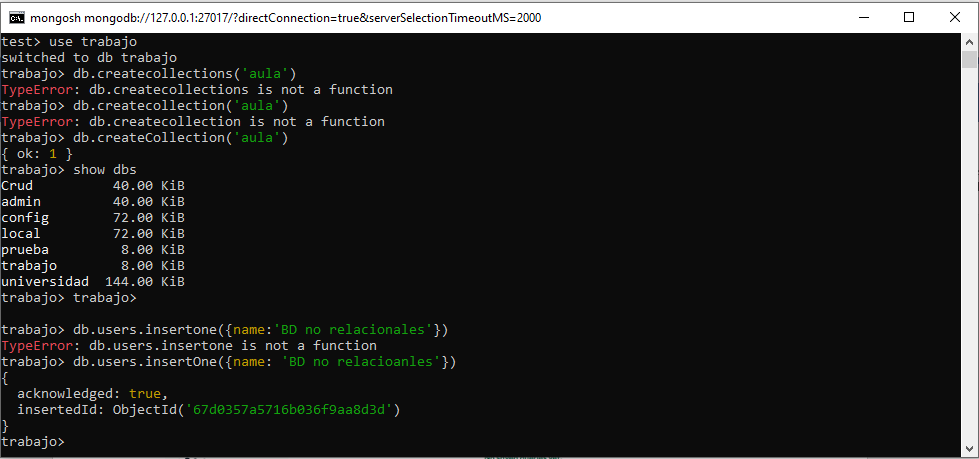 mongosh mongodb://127.0.0.1:27017/?directConnection=true&serverSelectionTimeoutMS=2000
test> use trabajo
switched to db trabajo
trabajo> db.createcollections('aula')
TypeError: db.createcollections is not a function
trabajo> db.createcollection('aula')
TypeError: db.createcollection is not a function
trabajo> db.createCollection('aula')
{ ok: 1 }
trabajo> show dbs
Crud          40.00 KiB
admin         40.00 KiB
config        72.00 KiB
local         72.00 KiB
prueba         8.00 KiB
trabajo        8.00 KiB
universidad  144.00 KiB
trabajo> trabajo>
trabajo> db.users.insertone({name:'BD no relacionales'})
TypeError: db.users.insertone is not a function
trabajo> db.users.insertOne({name: 'BD no relacioanles'})
{
  acknowledged: true,
  insertedId: ObjectId('67d0357a5716b036f9aa8d3d')
}
trabajo>